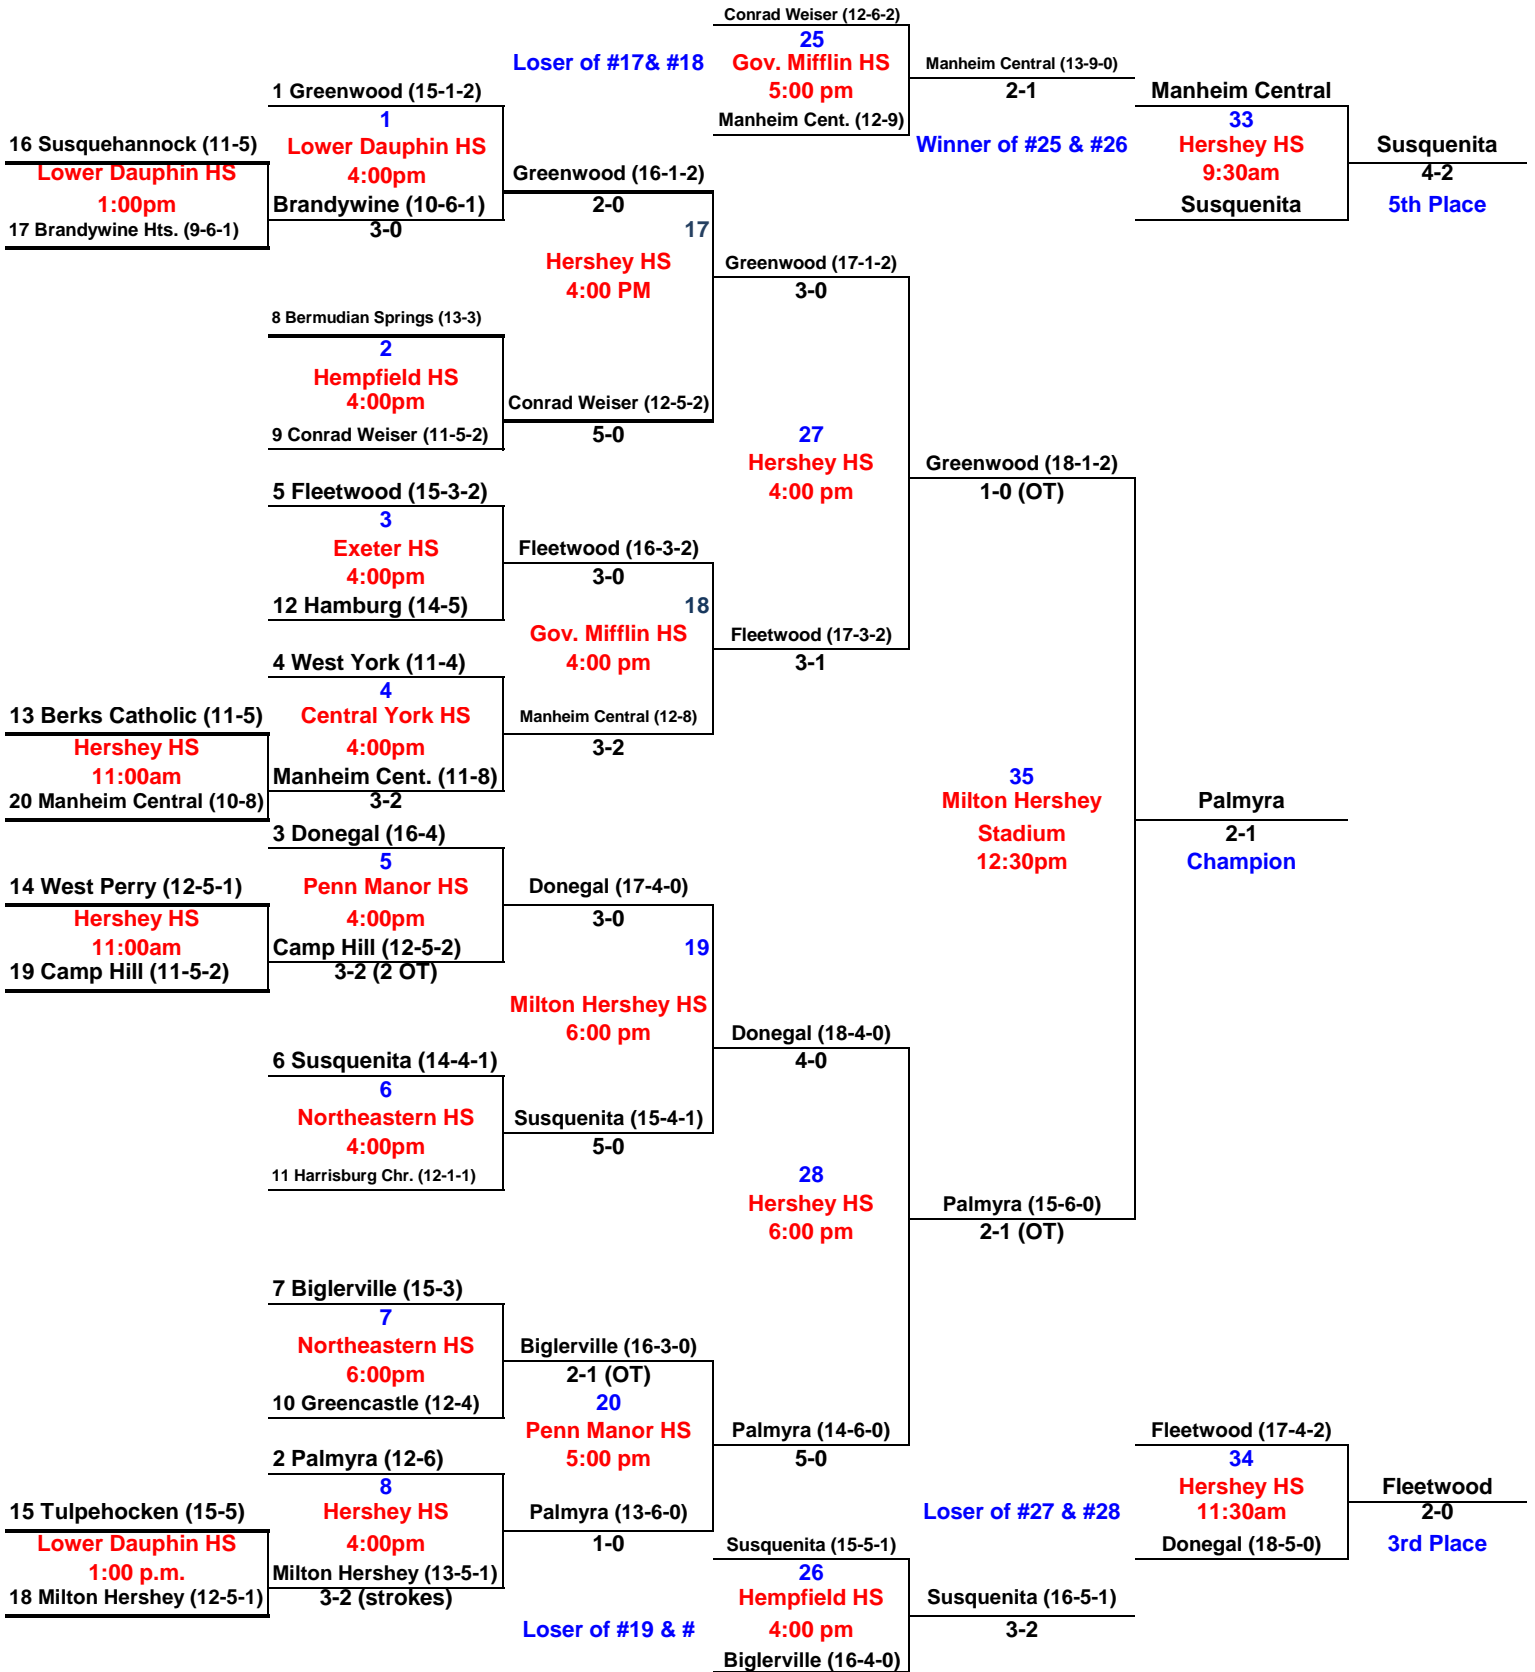 Conrad Weiser (12-6-2)
25
Loser of #17& #18
Gov. Mifflin HS
5:00 pm
Manheim Cent. (12-9)
Manheim Central (13-9-0)
2-1
Winner of #25 & #26
Manheim Central
33
Hershey HS
9:30am
Susquenita
Susquenita
4-2
5th Place
1 Greenwood (15-1-2)
1
Lower Dauphin HS
4:00pm
Brandywine (10-6-1)
3-0
16 Susquehannock (11-5)
Lower Dauphin HS
1:00pm
17 Brandywine Hts. (9-6-1)
Greenwood (16-1-2)
2-0
17
Hershey HS
4:00 PM
Greenwood (17-1-2)
3-0
8 Bermudian Springs (13-3)
2
Hempfield HS
4:00pm
9 Conrad Weiser (11-5-2)
Conrad Weiser (12-5-2)
5-0
27
Hershey HS
4:00 pm
Greenwood (18-1-2)
1-0 (OT)
5 Fleetwood (15-3-2)
3
Exeter HS
4:00pm
12 Hamburg (14-5)
Fleetwood (16-3-2)
3-0
18
Gov. Mifflin HS
4:00 pm
Fleetwood (17-3-2)
3-1
4 West York (11-4)
4
Central York HS
4:00pm
Manheim Cent. (11-8)
3-2
13 Berks Catholic (11-5)
Hershey HS
11:00am
20 Manheim Central (10-8)
Manheim Central (12-8)
3-2
35
Milton Hershey
Stadium
12:30pm
Palmyra
2-1
Champion
3 Donegal (16-4)
5
Penn Manor HS
4:00pm
Camp Hill (12-5-2)
3-2 (2 OT)
14 West Perry (12-5-1)
Hershey HS
11:00am
19 Camp Hill (11-5-2)
Donegal (17-4-0)
3-0
19
Milton Hershey HS
6:00 pm
Donegal (18-4-0)
4-0
6 Susquenita (14-4-1)
6
Northeastern HS
4:00pm
11 Harrisburg Chr. (12-1-1)
Susquenita (15-4-1)
5-0
28
Hershey HS
6:00 pm
Palmyra (15-6-0)
2-1 (OT)
7 Biglerville (15-3)
7
Northeastern HS
6:00pm
10 Greencastle (12-4)
Biglerville (16-3-0)
2-1 (OT)
20
Penn Manor HS
5:00 pm
Palmyra (14-6-0)
5-0
2 Palmyra (12-6)
8
Hershey HS
4:00pm
Milton Hershey (13-5-1)
3-2 (strokes)
15 Tulpehocken (15-5)
Lower Dauphin HS
1:00 p.m.
18 Milton Hershey (12-5-1)
Palmyra (13-6-0)
1-0
Loser of #27 & #28
Fleetwood (17-4-2)
34
Hershey HS
11:30am
Donegal (18-5-0)
Fleetwood
2-0
3rd Place
Susquenita (15-5-1)
26
Hempfield HS
4:00 pm
Biglerville (16-4-0)
Loser of #19 & #
Susquenita (16-5-1)
3-2